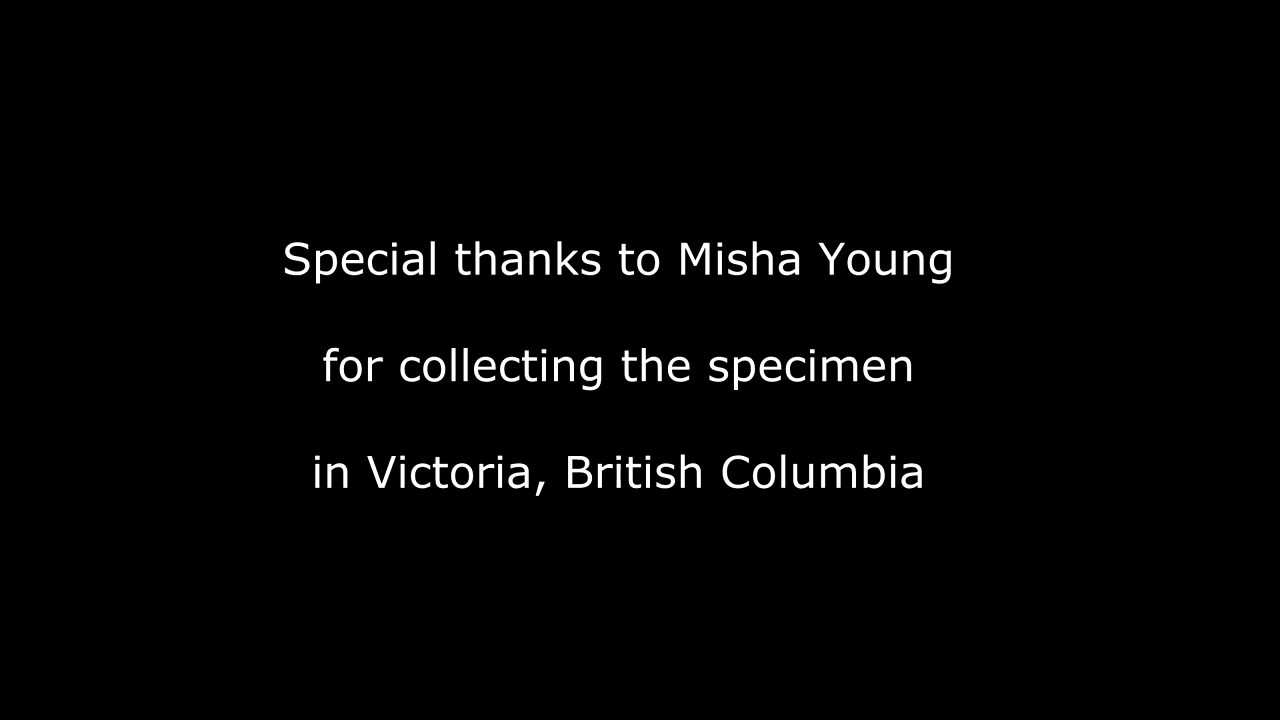 Special thanks to Misha Young
for collecting the specimen
in Victoria, British Columbia